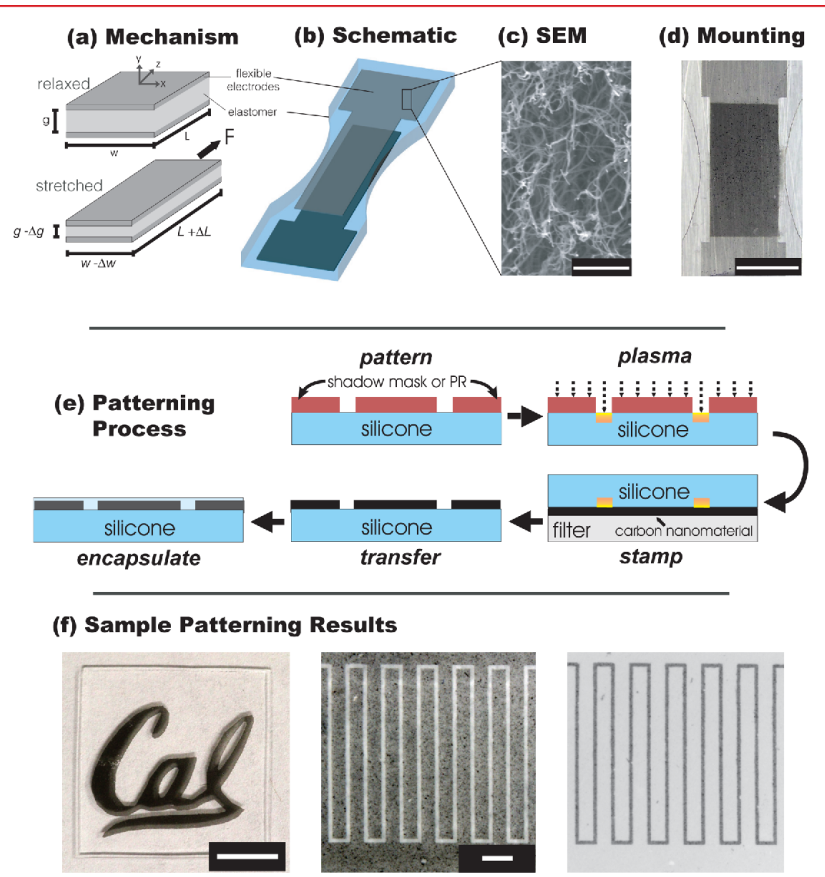 (a) Mechanism
(b) Schematic
(c) SEM
(d) Mounting
relaxed
y
z
x
flexible
electrodes
elastomer
g
L
w
F
stretched
g -Δg
L +ΔL
w -Δw
(e) Patterning
Process
pattern
shadow mask or PR
silicone
plasma
silicone
silicone
filter
carbon nanomaterial
stamp
silicone
transfer
silicone
encapsulate
(f) Sample Patterning Results
Cal